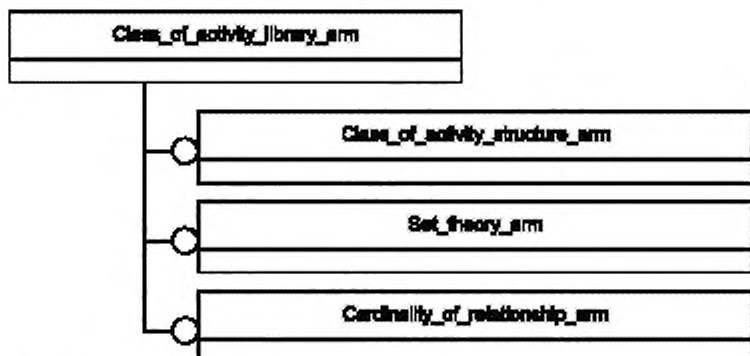 Class_of_activity_library_arm
Class_of_activity_structure_arm
Set_theory_arm
Cardinality_of_relationship_arm